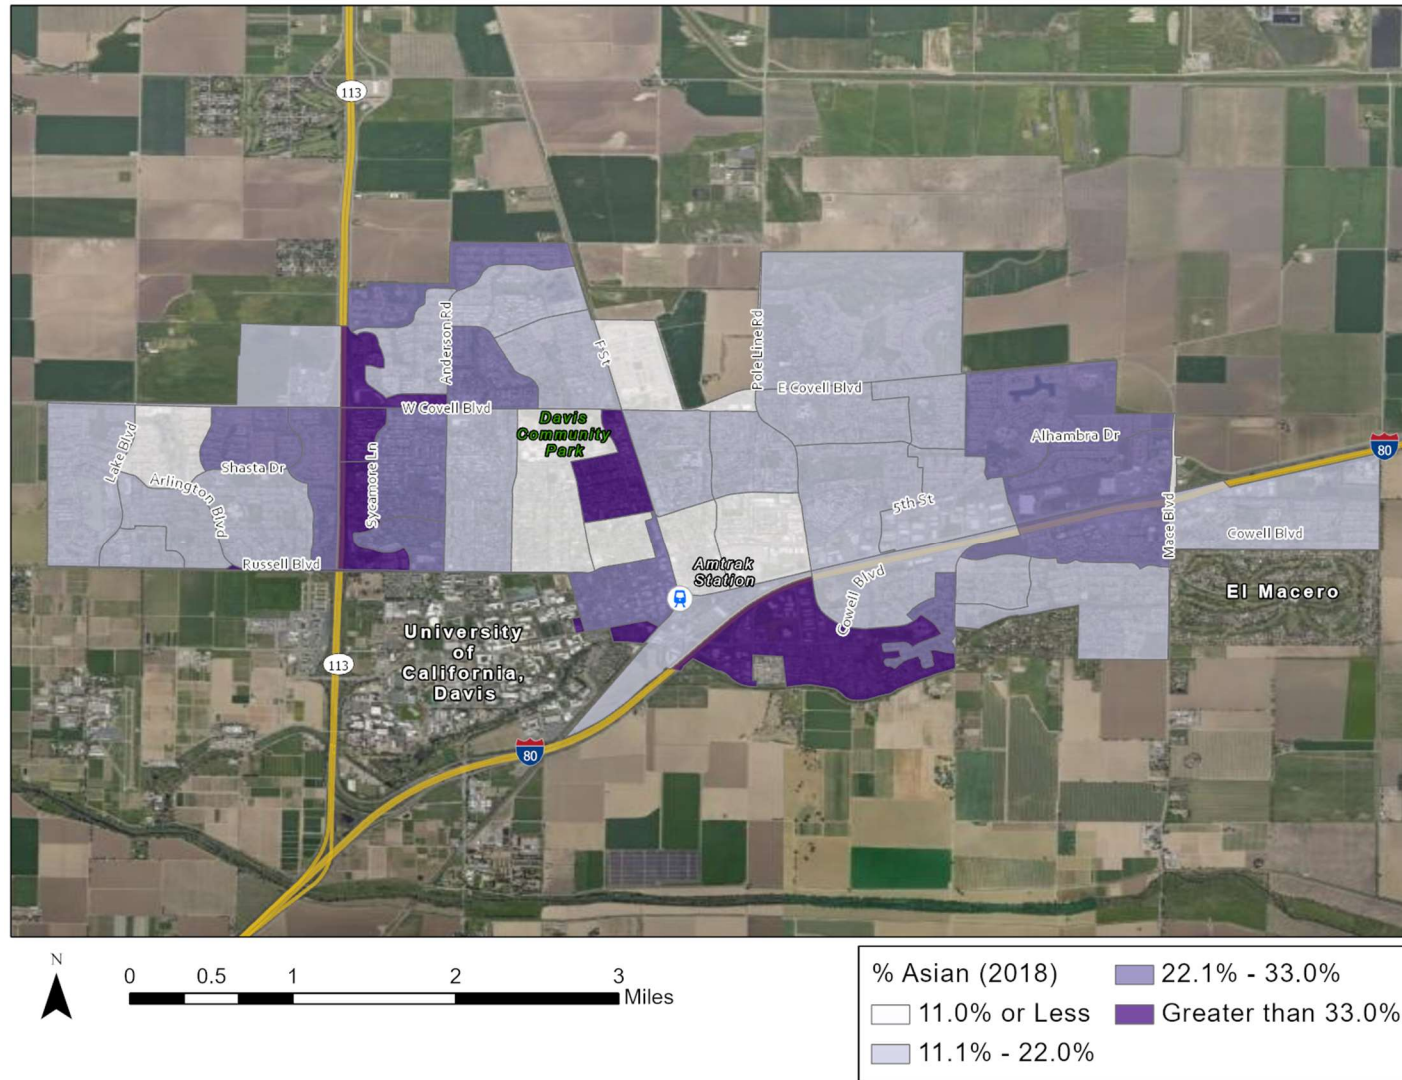 113
Anderson Rd
F St
Pole Line Rd
E Covell Blvd
W Covell Blvd
Davis
Community
Park
Lake Blvd
Shasta Dr
Arlington Blvd
Sycamore Ln
Alhambra Dr
80
5th St
Mace Blvd
Cowell Blvd
Russell Blvd
Amtrak
Station
Cowell Blvd
El Macero
University
of
California,
Davis
113
80
N
0 0.5 1 2 3
Miles
% Asian (2018)
11.0% or Less
11.1% - 22.0%
22.1% - 33.0%
Greater than 33.0%